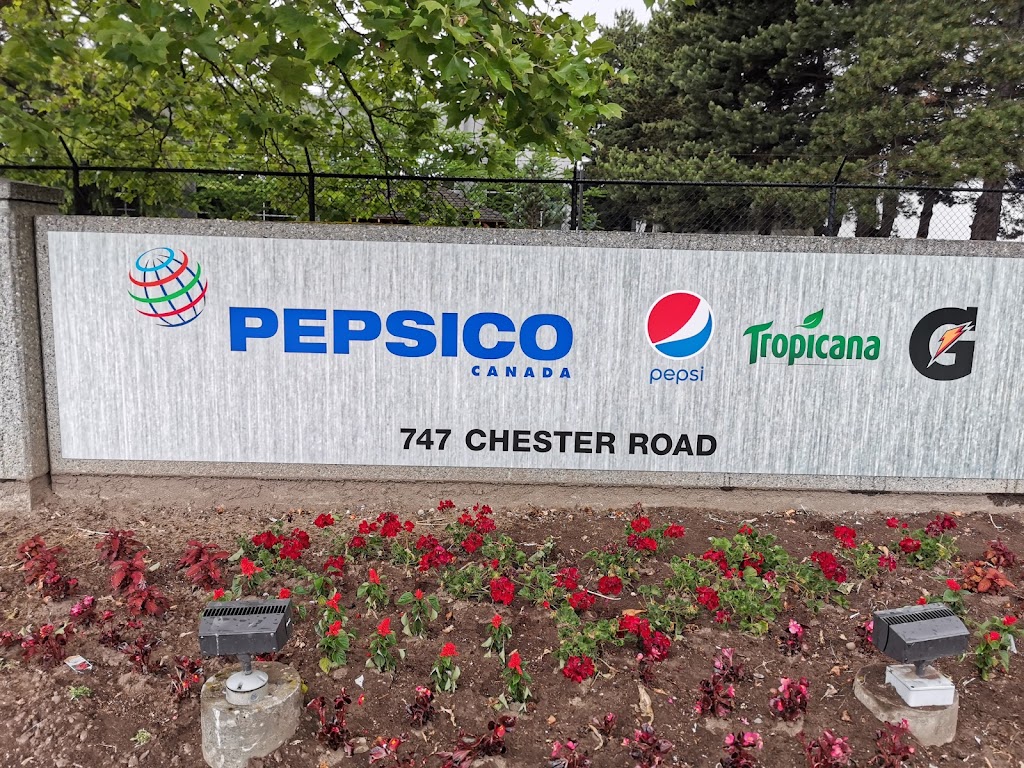 PEPSICO
CANADA
pepsi
Tropicana
G
747 CHESTER ROAD